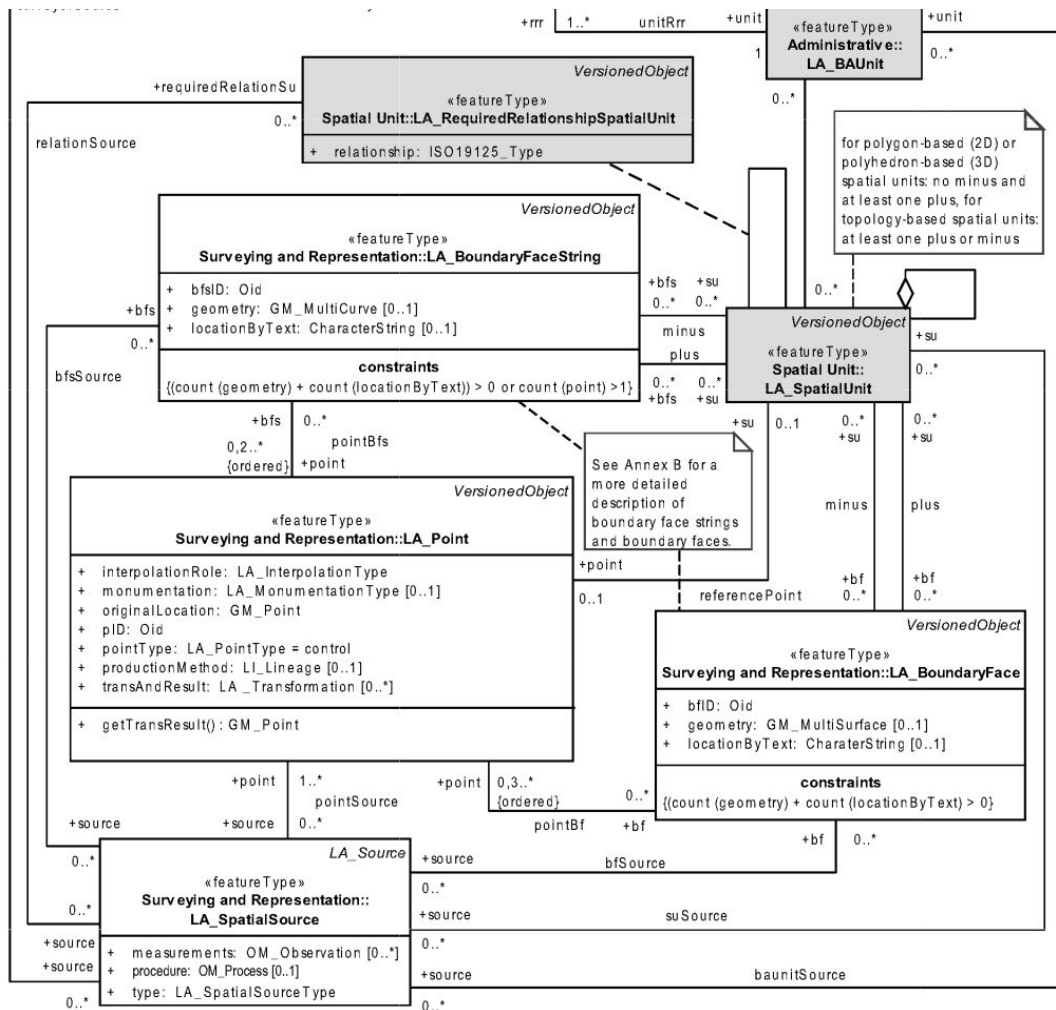 +rrr
1..*
unitRrr
+unit
1
«featureType»
Administrative::
LA_BAUnit
+unit
0..*
0..*
+requiredRelationSu
0..*
relationSource
VersionedObject
«featureType»
Spatial Unit::LA_RequiredRelationshipSpatialUnit
+ relationship: ISO19125_Type
for polygon-based (2D) or
polyhedron-based (3D)
spatial units: no minus and
at least one plus, for
topology-based spatial units:
at least one plus or minus
VersionedObject
«featureType»
Surveying and Representation::LA_BoundaryFaceString
+ bfsID: Oid
+ geometry: GM_MultiCurve [0..1]
+ locationByText: CharacterString [0..1]
constraints
{(count (geometry) + count (locationByText)) > 0 or count (point) >1}
+bfs
0..*
bfsSource
+bfs +su
0..* 0..*
minus
plus
0..* 0..*
+bfs +su
0..*
VersionedObject
«featureType»
Spatial Unit::
LA_SpatialUnit
+su
0..*
+su
0..1
0..*
+su
0..*
+su
+bfs
0..*
pointBfs
0,2..*
{ordered}
+point
See Annex B for a
more detailed
description of
boundary face strings
and boundary faces.
minus
plus
VersionedObject
«featureType»
Surveying and Representation::LA_Point
+ interpolationRole: LA_InterpolationType
+ monumentation: LA_MonumentationType [0..1]
+ originalLocation: GM_Point
+ pID: Oid
+ pointType: LA_PointType = control
+ productionMethod: LI_Lineage [0..1]
+ transAndResult: LA _Transformation [0..*]
+ getTransResult() : GM_Point
+point
0..1
referencePoint
+bf
0..*
+bf
0..*
VersionedObject
«featureType»
Surveying and Representation::LA_BoundaryFace
+ bfID: Oid
+ geometry: GM_MultiSurface [0..1]
+ locationByText: CharaterString [0..1]
constraints
{(count (geometry) + count (locationByText) > 0}
+point
1..*
pointSource
+source
0..*
+point
0,3..*
{ordered}
pointBf
0..*
+bf
+bf
0..*
+source
0..*
0..*
+source
+source
0..*
LA_Source
«featureType»
Surveying and Representation::
LA_SpatialSource
+ measurements: OM_Observation [0..*]
+ procedure: OM_Process [0..1]
+ type: LA_SpatialSourceType
+source
bfSource
0..*
+source
suSource
0..*
+source
baunitSource
0..*